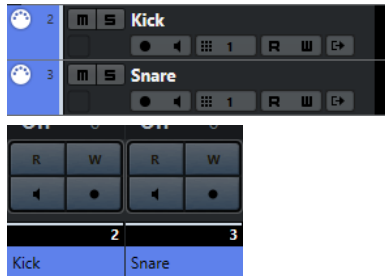 2 m S Kick
1 R W
3 m S Snare
1 R W
R W R W
2 3
Kick Snare